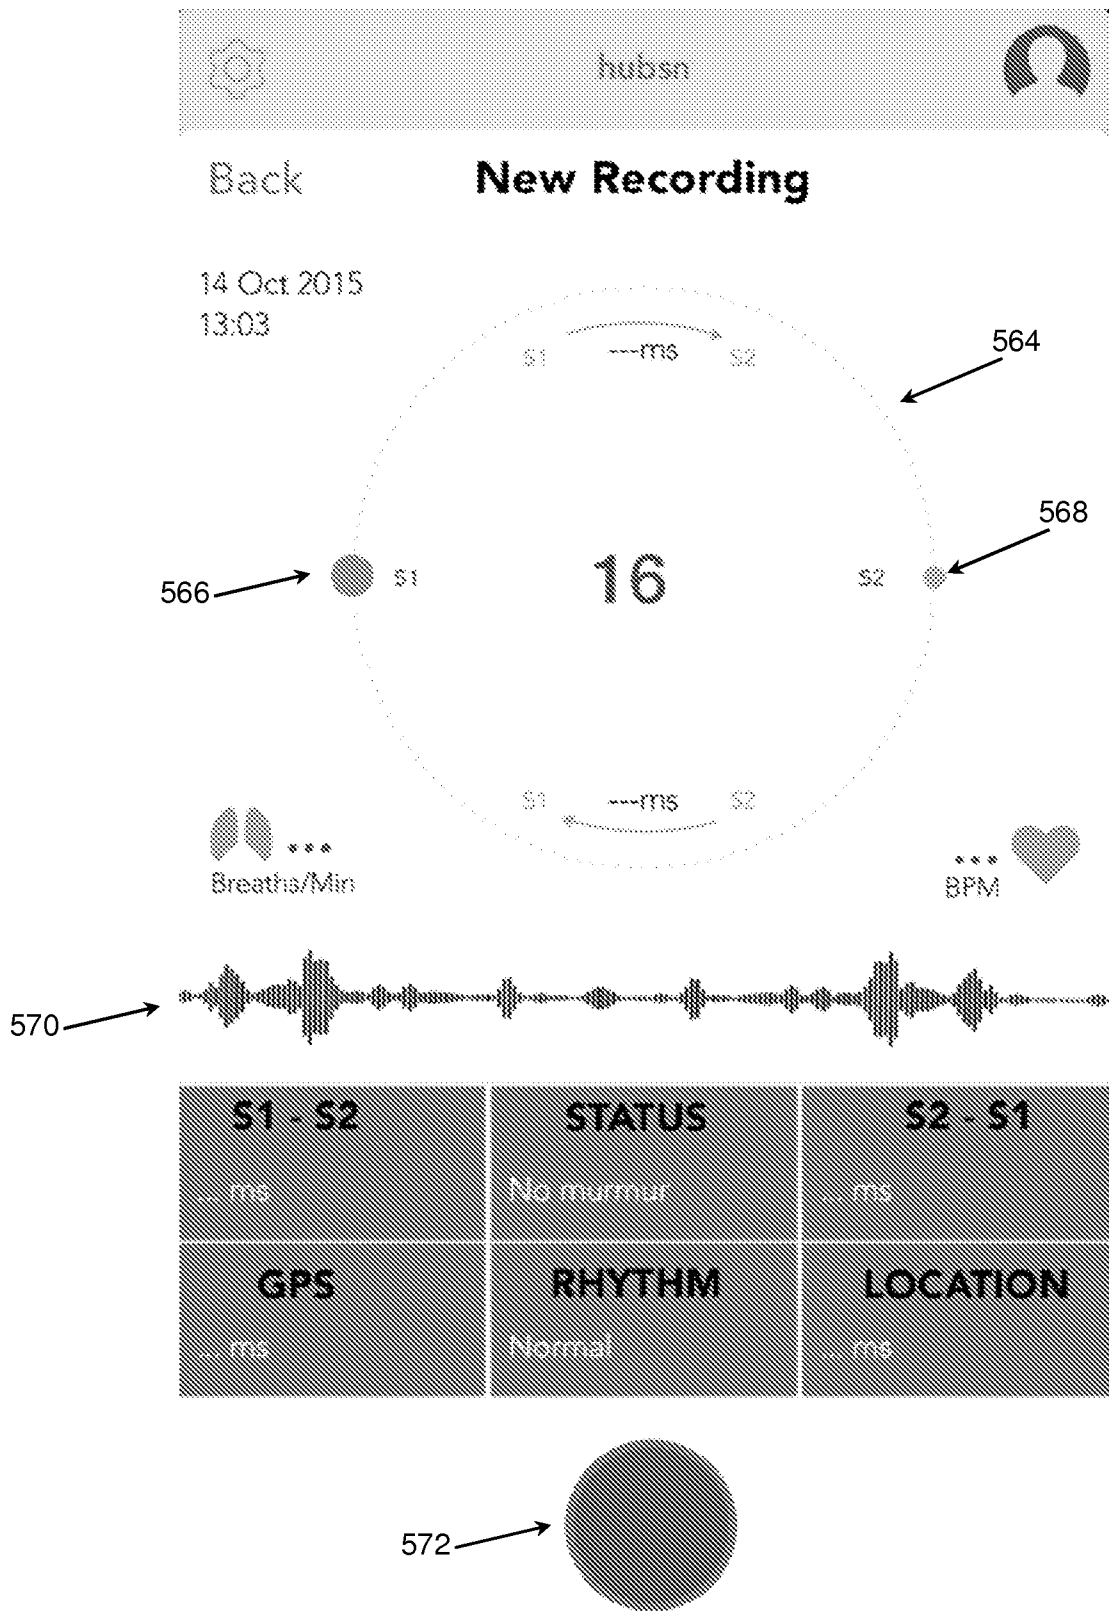 hubsn
Back
New Recording
14 Oct 2015
13:03
S1 ---ms S2
564
568
566
S1
16
S2
S1 ---ms S2
...
Breaths/Min
...
BPM
570
S1 - S2
STATUS
S2 - S1
... ms
No murmur
... ms
GPS
RHYTHM
LOCATION
... ms
Normal
... ms
572